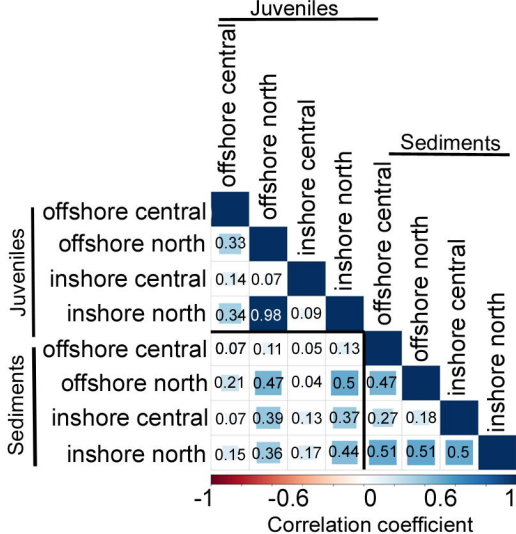 Juveniles
offshore central
offshore north
inshore central
inshore north
Sediments
offshore central
offshore north
inshore central
inshore north
Juveniles
offshore central
offshore north 0.33
inshore central 0.14 0.07
inshore north 0.34 0.98 0.09
Sediments
offshore central 0.07 0.11 0.05 0.13
offshore north 0.21 0.47 0.04 0.5 0.47
inshore central 0.07 0.39 0.13 0.37 0.27 0.18
inshore north 0.15 0.36 0.17 0.44 0.51 0.51 0.5
-1 -0.6 0 0.6 1
Correlation coefficient